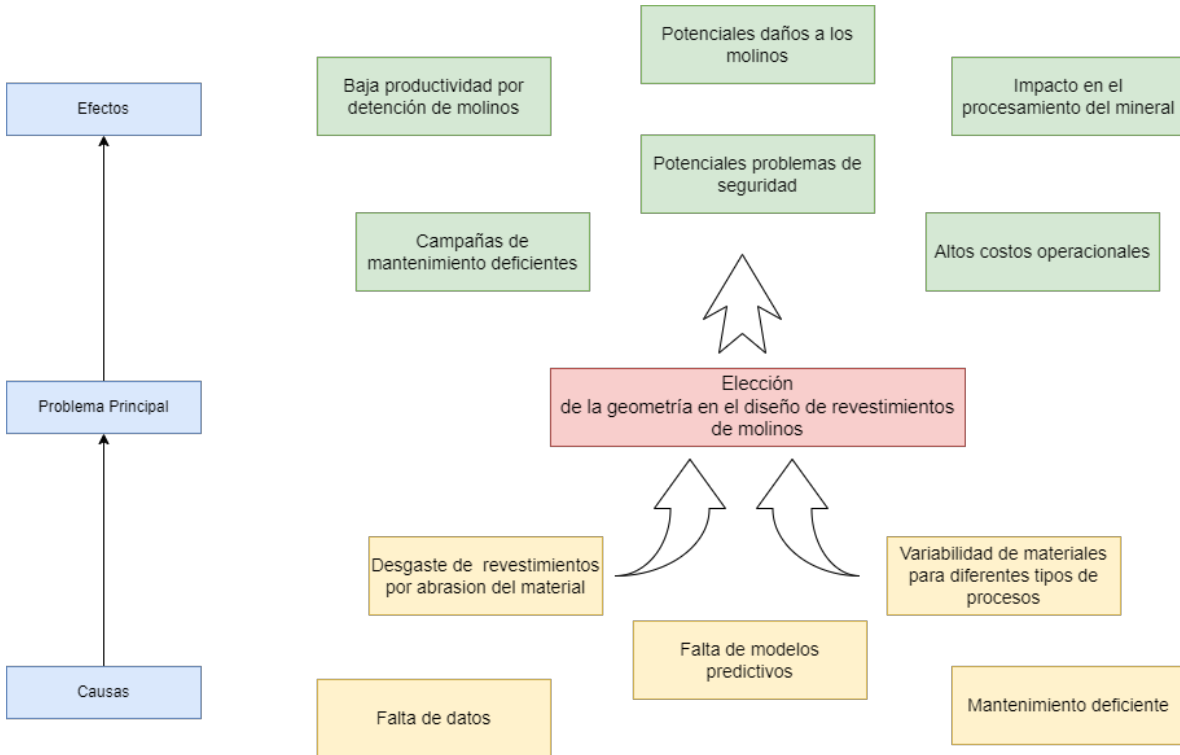 Potenciales daños a los
molinos
Baja productividad por
detención de molinos
Impacto en el
procesamiento del mineral
Efectos
Potenciales problemas de
seguridad
Campañas de
mantenimiento deficientes
Altos costos operacionales
Problema Principal
Elección
de la geometría en el diseño de revestimientos
de molinos
Desgaste de  revestimientos
por abrasion del material
Variabilidad de materiales
para diferentes tipos de
procesos
Falta de modelos
predictivos
Causas
Falta de datos
Mantenimiento deficiente